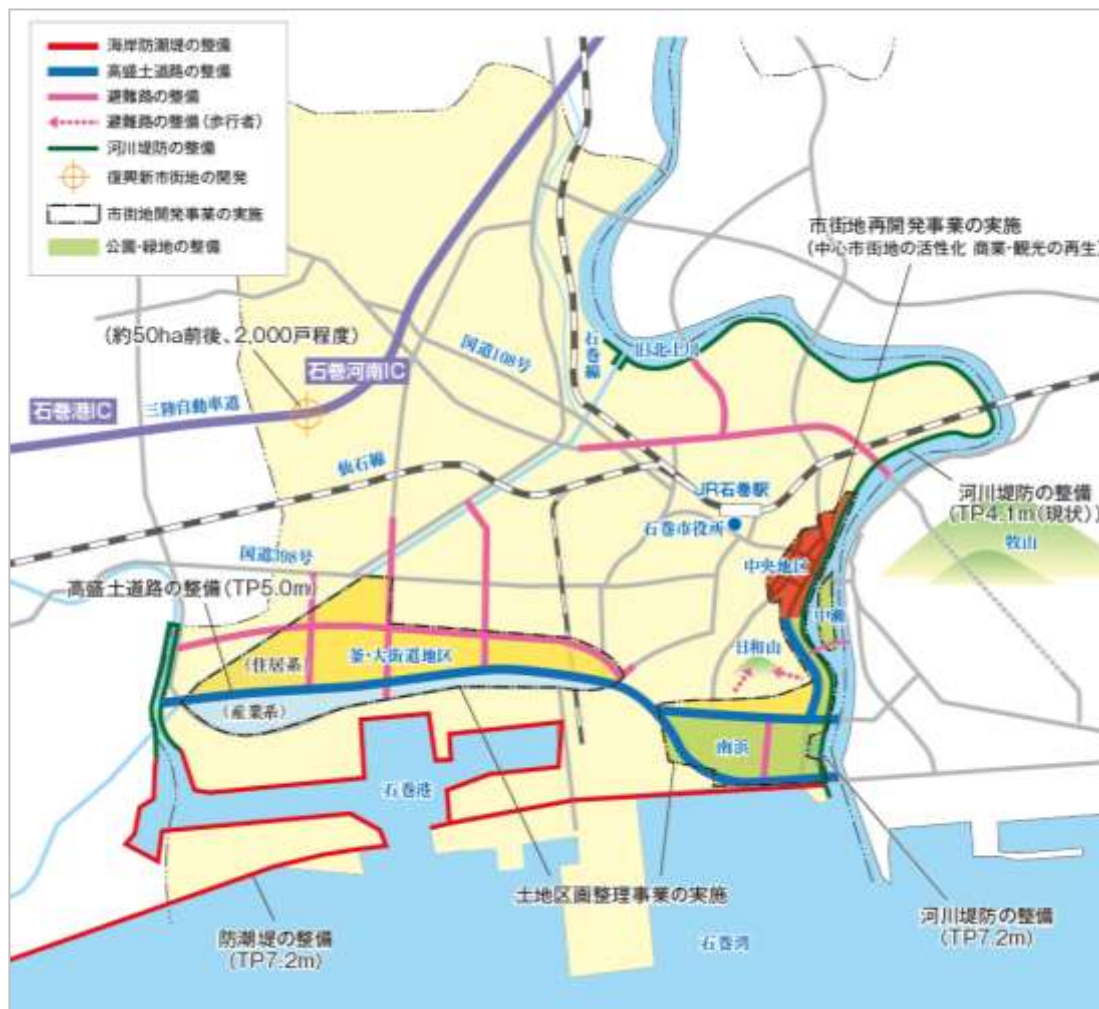 海岸防潮堤の整備
高盛土道路の整備
避難路の整備
避難路の整備(歩行者)
河川堤防の整備
復興新市街地の開発
市街地開発事業の実施
公園・緑地の整備
市街地再開発事業の実施
(中心市街地の活性化 商業・観光の再生)
(約50ha前後、2,000戸程度)
石巻河南IC
石巻港IC
三陸自動車道
国道108号
石巻線
旧北上川
仙石線
JR石巻駅
石巻市役所
河川堤防の整備
(TP4.1m(現状))
牧山
国道398号
高盛土道路の整備(TP5.0m)
中央地区
中瀬
日和山
(住居系)
釜・大街道地区
(産業系)
南浜
石巻港
土地区画整理事業の実施
防潮堤の整備
(TP7.2m)
石巻湾
河川堤防の整備
(TP7.2m)